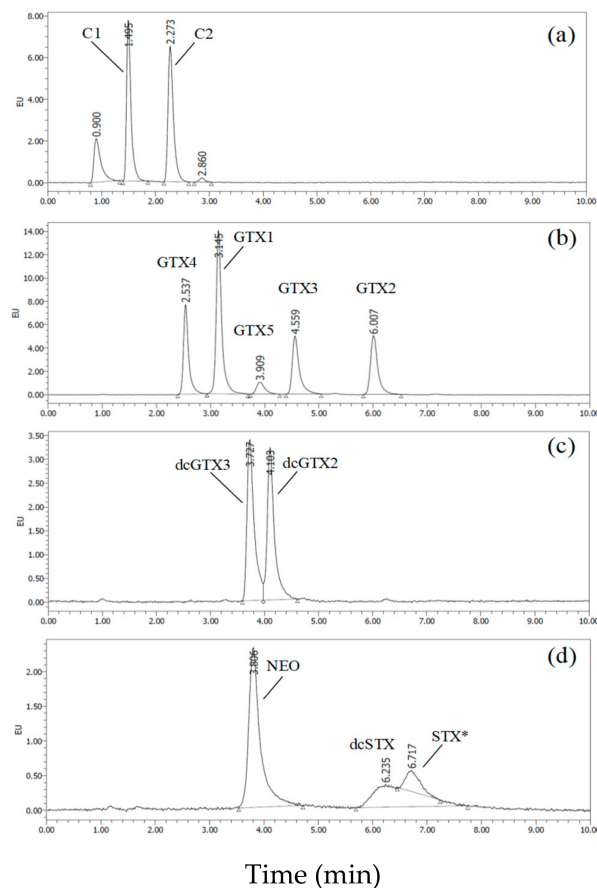 (a)
C1
C2
0.900
1.495
2.273
2.860
EU
8.00
6.00
4.00
2.00
0.00
0.00 1.00 2.00 3.00 4.00 5.00 6.00 7.00 8.00 9.00 10.00
(b)
GTX4
GTX1
GTX5
GTX3
GTX2
2.537
3.145
3.909
4.559
6.007
EU
14.00
12.00
10.00
8.00
6.00
4.00
2.00
0.00
0.00 1.00 2.00 3.00 4.00 5.00 6.00 7.00 8.00 9.00 10.00
(c)
dcGTX3
dcGTX2
3.727
4.103
EU
3.50
3.00
2.50
2.00
1.50
1.00
0.50
0.00
0.00 1.00 2.00 3.00 4.00 5.00 6.00 7.00 8.00 9.00 10.00
(d)
NEO
dcSTX
STX*
3.806
6.235
6.717
EU
2.00
1.50
1.00
0.50
0.00
0.00 1.00 2.00 3.00 4.00 5.00 6.00 7.00 8.00 9.00 10.00
Time (min)